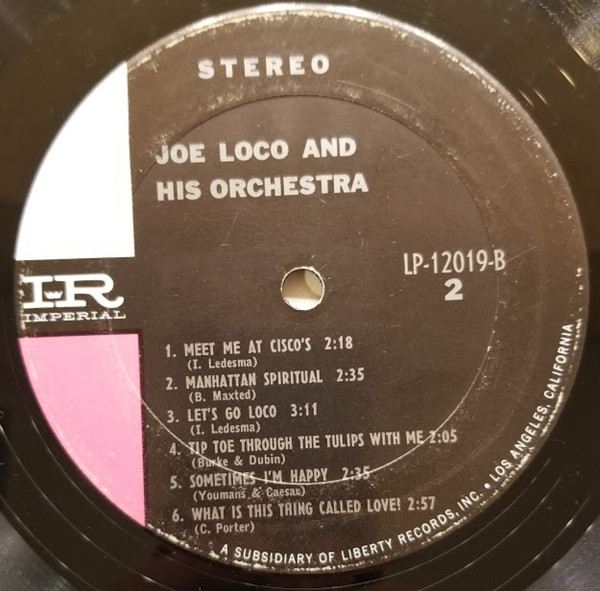 STEREO
JOE LOCO AND
HIS ORCHESTRA
LP-12019-B
2
IR
IMPERIAL
1. MEET ME AT CISCO'S 2:18
(I. Ledesma)
2. MANHATTAN SPIRITUAL 2:35
(B. Maxted)
3. LET'S GO LOCO 3:11
(I. Ledesma)
4. TIP TOE THROUGH THE TULIPS WITH ME 2:05
(Burke & Dubin)
5. SOMETIMES I'M HAPPY 2:35
(Youmans & Caesar)
6. WHAT IS THIS THING CALLED LOVE! 2:57
(C. Porter)
A SUBSIDIARY OF LIBERTY RECORDS, INC. • LOS ANGELES, CALIFORNIA